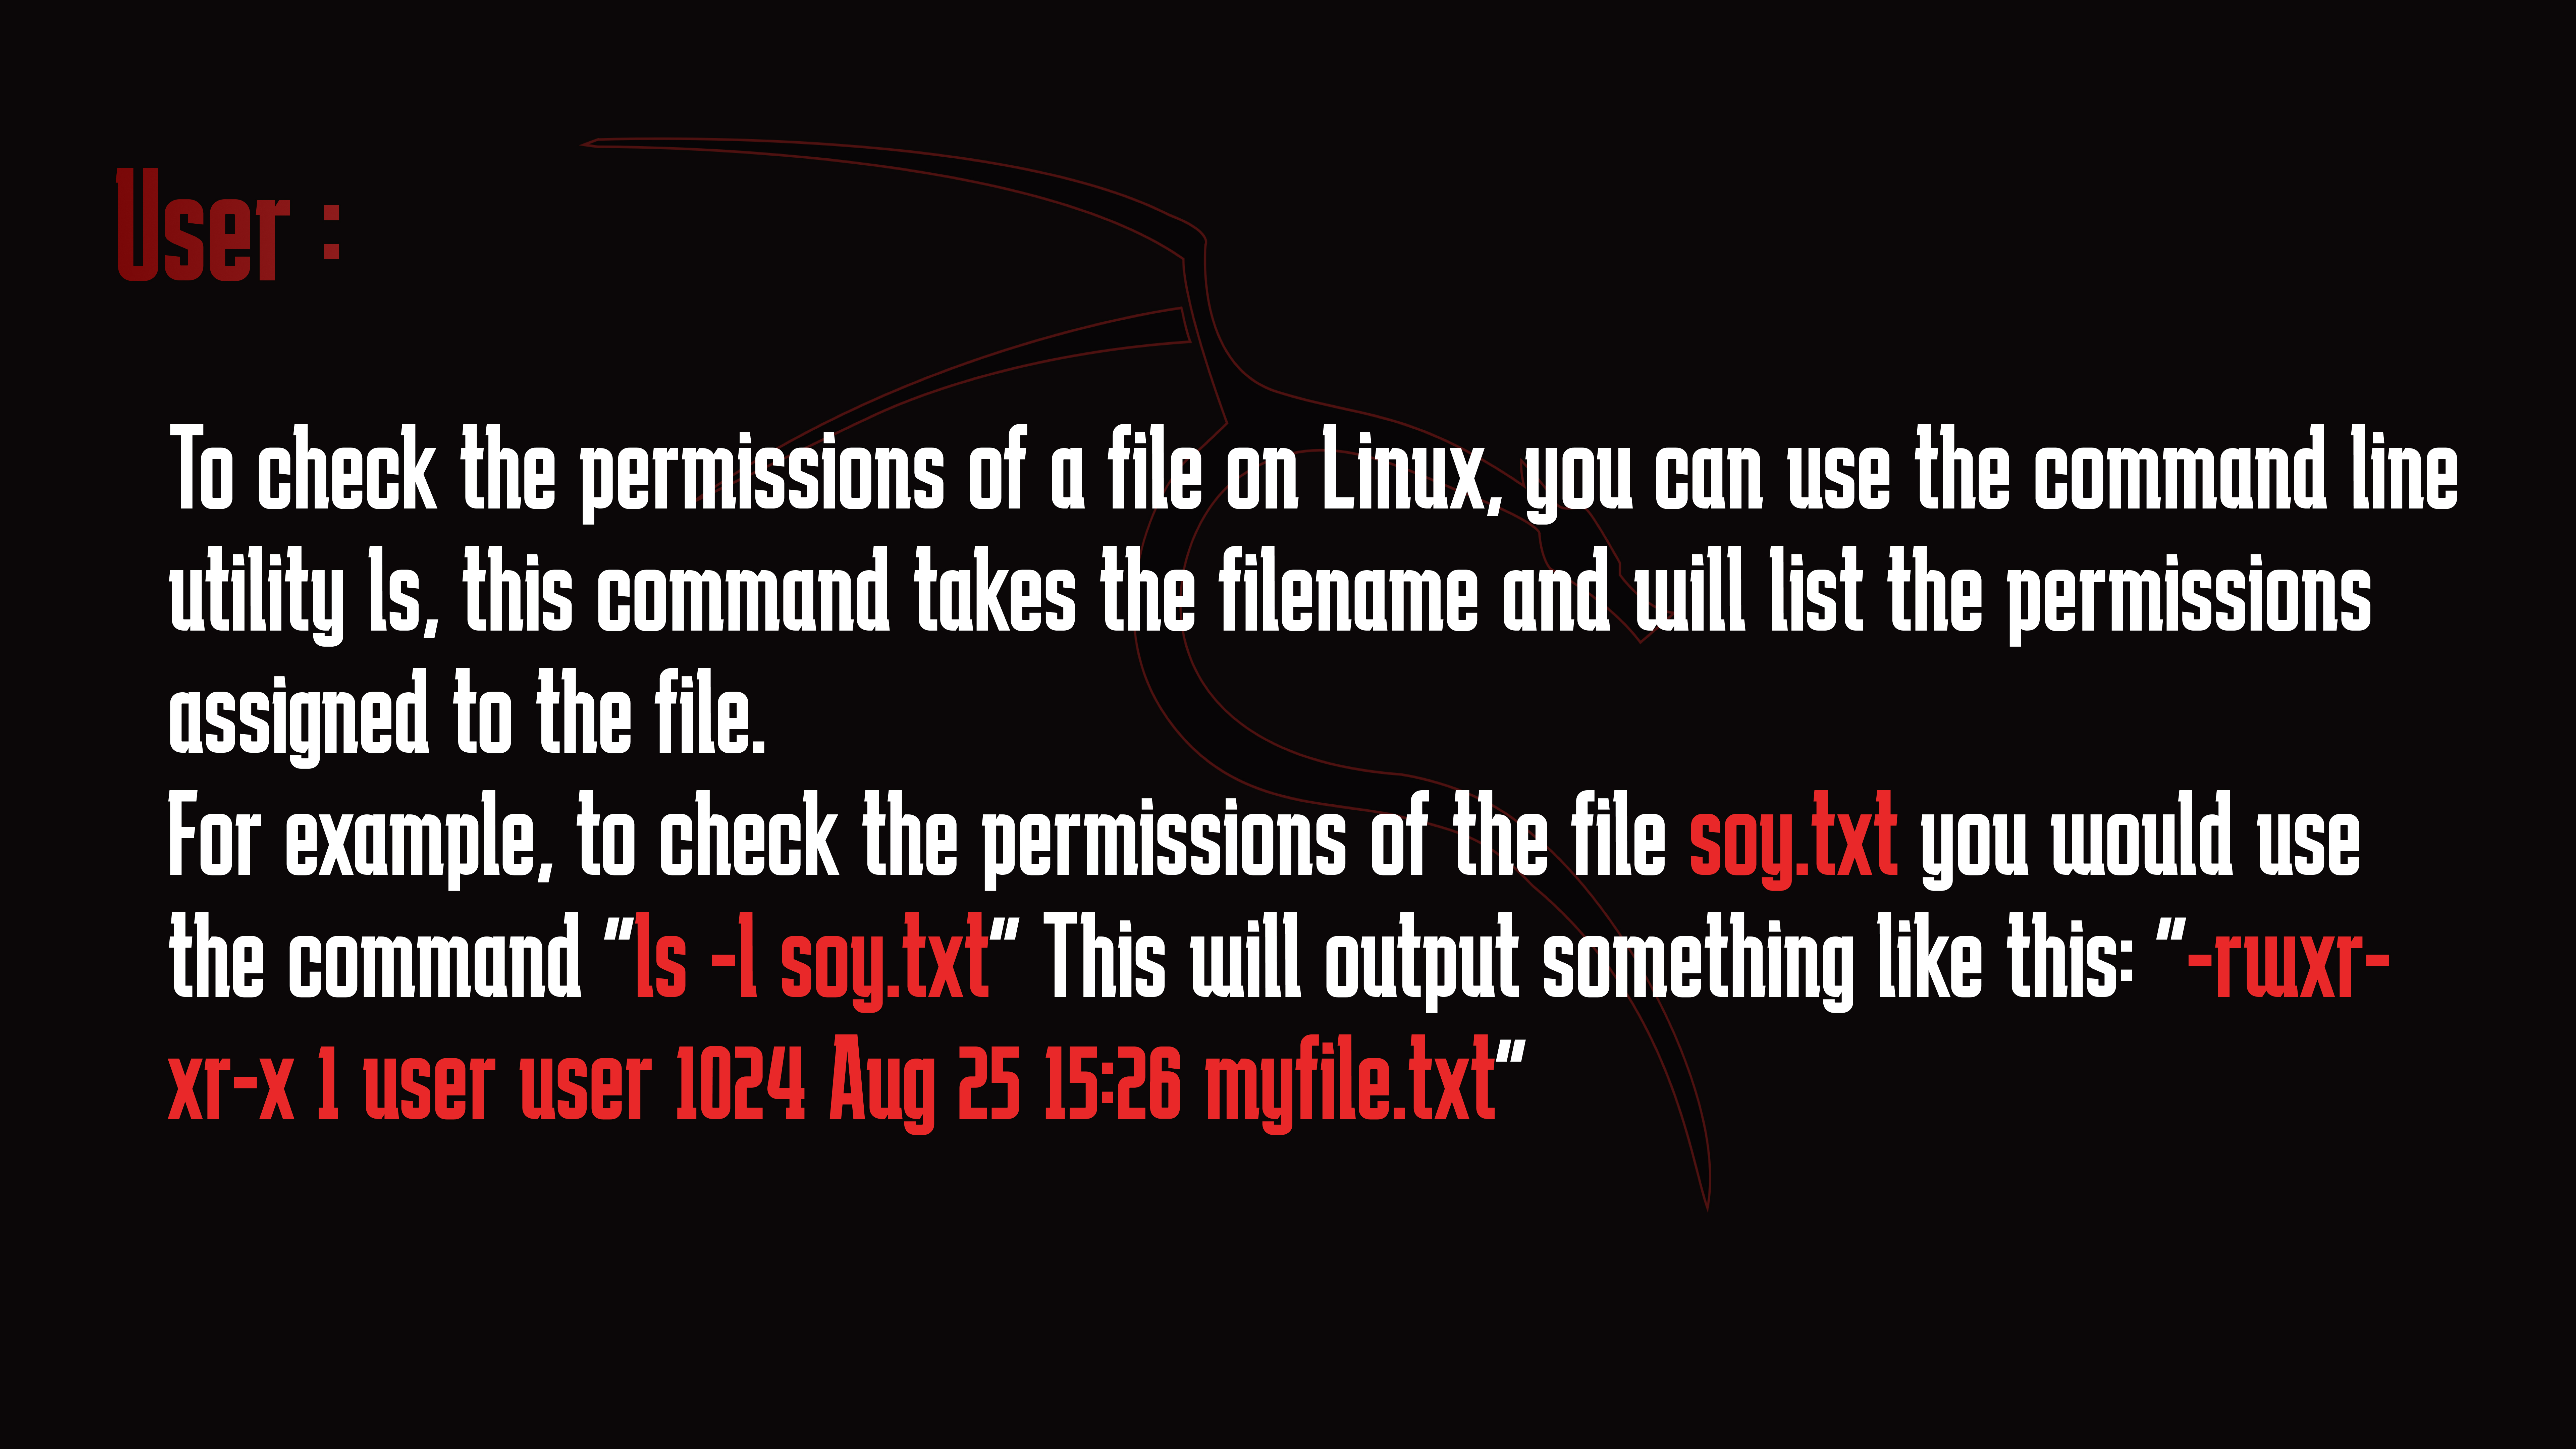 User :
To check the permissions of a file on Linux, you can use the command line
utility ls, this command takes the filename and will list the permissions
assigned to the file.
For example, to check the permissions of the file soy.txt you would use
the command "ls -l soy.txt" This will output something like this: "-rwxr-
xr-x 1 user user 1024 Aug 25 15:26 myfile.txt"